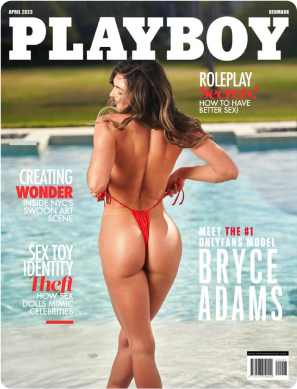 APRIL 2023
DENMARK
PLAYBOY
ROLEPLAY
Secrets!
HOW TO HAVE
BETTER SEX!
CREATING
WONDER
INSIDE NYC'S
SWOON ART
SCENE
SEX TOY
IDENTITY
Theft
HOW SEX
DOLLS MIMIC
CELEBRITIES
MEET THE #1
ONLYFANS MODEL
BRYCE
ADAMS